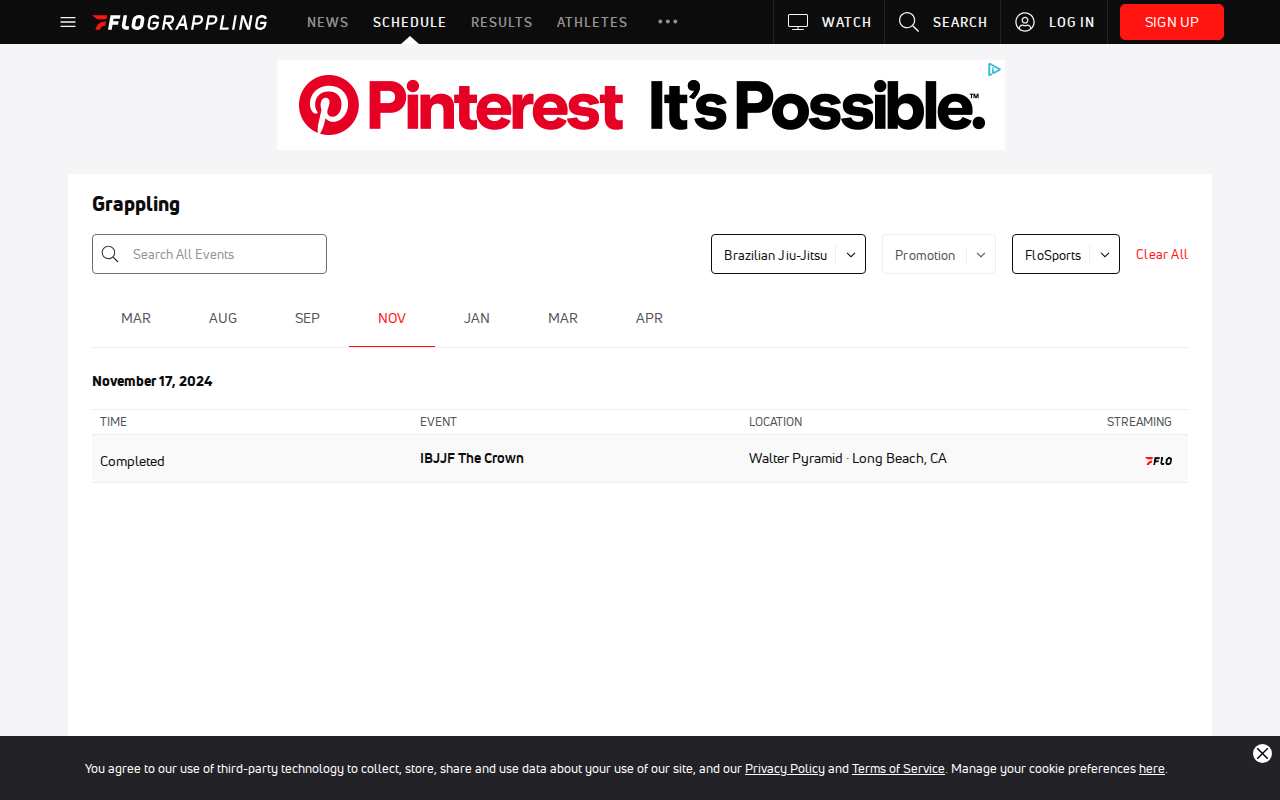 FLOGRAPPLING NEWS SCHEDULE RESULTS ATHLETES WATCH SEARCH LOG IN SIGN UP
Pinterest It's Possible.™
Grappling
Search All Events Brazilian Jiu-Jitsu Promotion FloSports Clear All
MAR AUG SEP NOV JAN MAR APR
November 17, 2024
TIME EVENT LOCATION STREAMING
Completed IBJJF The Crown Walter Pyramid · Long Beach, CA FLO
You agree to our use of third-party technology to collect, store, share and use data about your use of our site, and our Privacy Policy and Terms of Service. Manage your cookie preferences here.